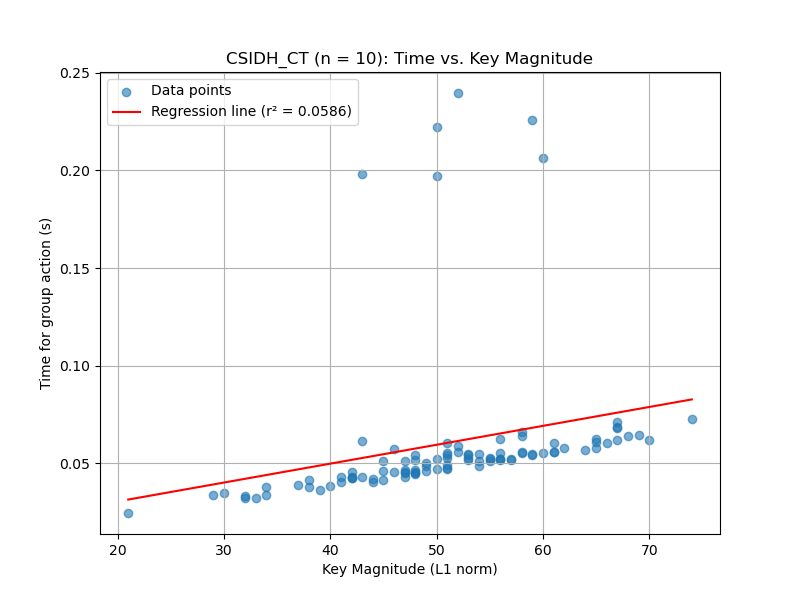 CSIDH_CT (n = 10): Time vs. Key Magnitude
Data points
Regression line (r² = 0.0586)
Time for group action (s)
0.25
0.20
0.15
0.10
0.05
20 30 40 50 60 70
Key Magnitude (L1 norm)